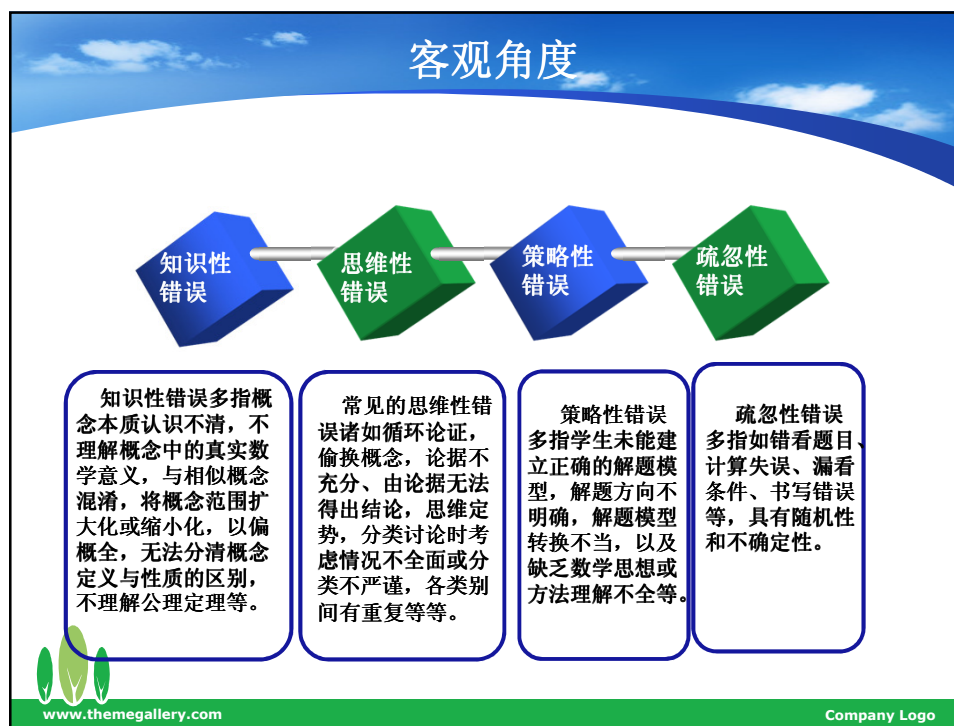 客观角度
知识性
错误
思维性
错误
策略性
错误
疏忽性
错误
知识性错误多指概
念本质认识不清，不
理解概念中的真实数
学意义，与相似概念
混淆，将概念范围扩
大化或缩小化，以偏
概全，无法分清概念
定义与性质的区别，
不理解公理定理等。
常见的思维性错
误诸如循环论证，
偷换概念，论据不
充分、由论据无法
得出结论，思维定
势，分类讨论时考
虑情况不全面或分
类不严谨，各类别
间有重复等等。
策略性错误
多指学生未能建
立正确的解题模
型，解题方向不
明确，解题模型
转换不当，以及
缺乏数学思想或
方法理解不全等。
疏忽性错误
多指如错看题目、
计算失误、漏看
条件、书写错误
等，具有随机性
和不确定性。
www.themegallery.com
Company Logo